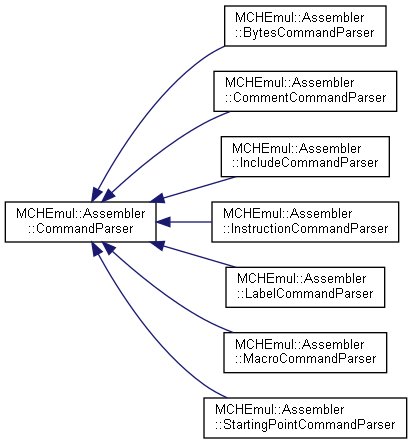 MCHEmul::Assembler
::BytesCommandParser
MCHEmul::Assembler
::CommentCommandParser
MCHEmul::Assembler
::IncludeCommandParser
MCHEmul::Assembler
::CommandParser
MCHEmul::Assembler
::InstructionCommandParser
MCHEmul::Assembler
::LabelCommandParser
MCHEmul::Assembler
::MacroCommandParser
MCHEmul::Assembler
::StartingPointCommandParser